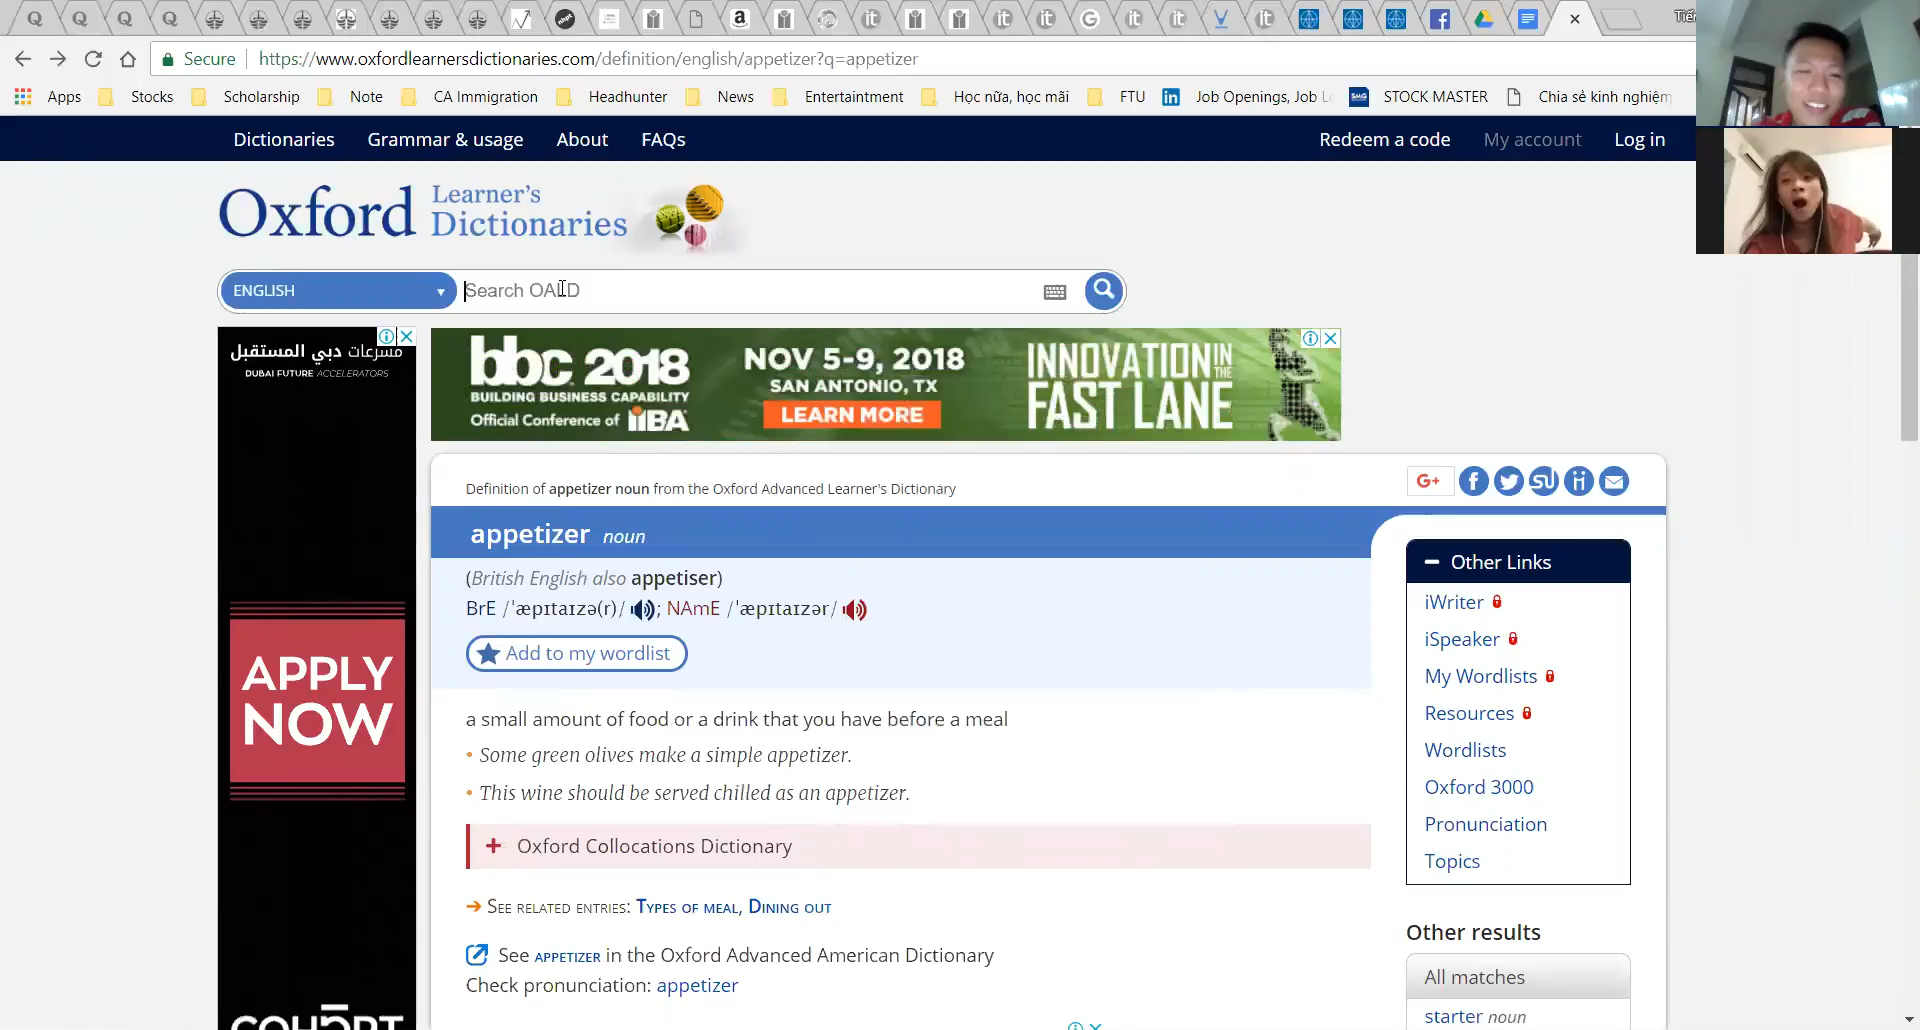 Secure https://www.oxfordlearnersdictionaries.com/definition/english/appetizer?q=appetizer
Apps Stocks Scholarship Note CA Immigration Headhunter News Entertaintment Học nữa, học mãi FTU Job Openings, Job L STOCK MASTER Chia sẻ kinh nghiệm
Dictionaries Grammar & usage About FAQs Redeem a code My account Log in
Oxford Learner's Dictionaries
ENGLISH Search OALD
مسرعات دبي المستقبل
DUBAI FUTURE ACCELERATORS
APPLY
NOW
bbc 2018
BUILDING BUSINESS CAPABILITY
Official Conference of IIBA
NOV 5-9, 2018
SAN ANTONIO, TX
LEARN MORE
INNOVATION IN THE
FAST LANE
Definition of appetizer noun from the Oxford Advanced Learner's Dictionary
G+
appetizer noun
(British English also appetiser)
BrE /ˈæpɪtaɪzə(r)/ ; NAmE /ˈæpɪtaɪzər/
Add to my wordlist
a small amount of food or a drink that you have before a meal
• Some green olives make a simple appetizer.
• This wine should be served chilled as an appetizer.
+ Oxford Collocations Dictionary
→ SEE RELATED ENTRIES: TYPES OF MEAL, DINING OUT
See APPETIZER in the Oxford Advanced American Dictionary
Check pronunciation: appetizer
Other Links
iWriter
iSpeaker
My Wordlists
Resources
Wordlists
Oxford 3000
Pronunciation
Topics
Other results
All matches
starter noun